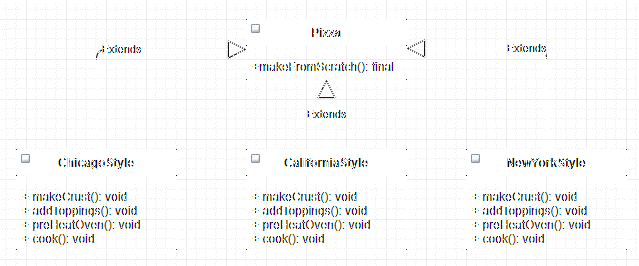 Pizza
Extends
Extends
+ makeFromScratch(): final
Extends
ChicagoStyle
CaliforniaStyle
NewYorkStyle
+ makeCrust(): void
+ addToppings(): void
+ preHeatOven(): void
+ cook(): void
+ makeCrust(): void
+ addToppings(): void
+ preHeatOven(): void
+ cook(): void
+ makeCrust(): void
+ addToppings(): void
+ preHeatOven(): void
+ cook(): void